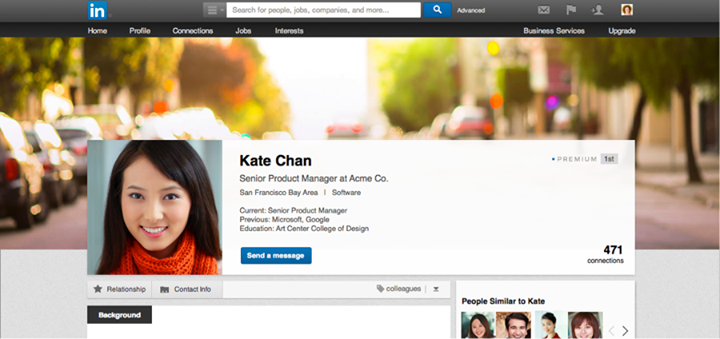 in
Search for people, jobs, companies, and more...
Advanced
Home Profile Connections Jobs Interests Business Services Upgrade
Kate Chan
PREMIUM 1st
Senior Product Manager at Acme Co.
San Francisco Bay Area | Software
Current: Senior Product Manager
Previous: Microsoft, Google
Education: Art Center College of Design
Send a message
471
connections
Relationship Contact Info colleagues
Background
People Similar to Kate